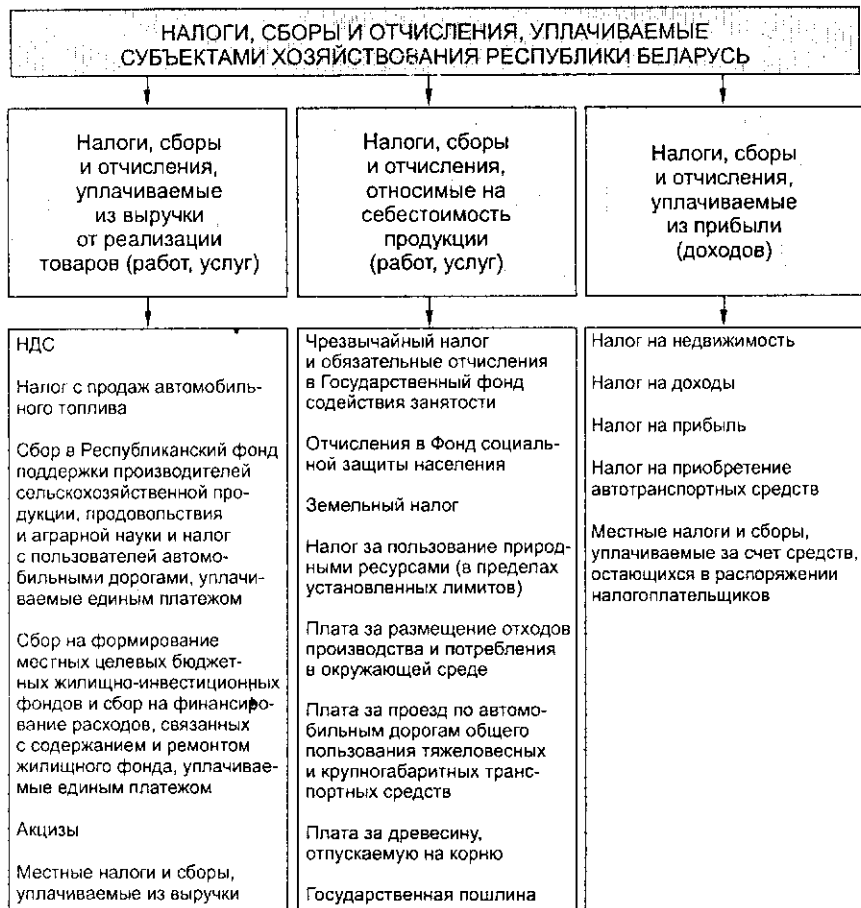 НАЛОГИ, СБОРЫ И ОТЧИСЛЕНИЯ, УПЛАЧИВАЕМЫЕ
СУБЪЕКТАМИ ХОЗЯЙСТВОВАНИЯ РЕСПУБЛИКИ БЕЛАРУСЬ
Налоги, сборы
и отчисления,
уплачиваемые
из выручки
от реализации
товаров (работ, услуг)
Налоги, сборы
и отчисления,
относимые на
себестоимость
продукции
(работ, услуг)
Налоги, сборы
и отчисления,
уплачиваемые
из прибыли
(доходов)
НДС
Налог с продаж автомобиль-
ного топлива
Сбор в Республиканский фонд
поддержки производителей
сельскохозяйственной про-
дукции, продовольствия
и аграрной науки и налог
с пользователей автомо-
бильными дорогами, уплачи-
ваемые единым платежом
Сбор на формирование
местных целевых бюджет-
ных жилищно-инвестиционных
фондов и сбор на финансиро-
вание расходов, связанных
с содержанием и ремонтом
жилищного фонда, уплачивае-
мые единым платежом
Акцизы
Местные налоги и сборы,
уплачиваемые из выручки
Чрезвычайный налог
и обязательные отчисления
в Государственный фонд
содействия занятости
Отчисления в Фонд социаль-
ной защиты населения
Земельный налог
Налог за пользование природ-
ными ресурсами (в пределах
установленных лимитов)
Плата за размещение отходов
производства и потребления
в окружающей среде
Плата за проезд по автомо-
бильным дорогам общего
пользования тяжеловесных
и крупногабаритных транс-
портных средств
Плата за древесину,
отпускаемую на корню
Государственная пошлина
Налог на недвижимость
Налог на доходы
Налог на прибыль
Налог на приобретение
автотранспортных средств
Местные налоги и сборы,
уплачиваемые за счет средств,
остающихся в распоряжении
налогоплательщиков